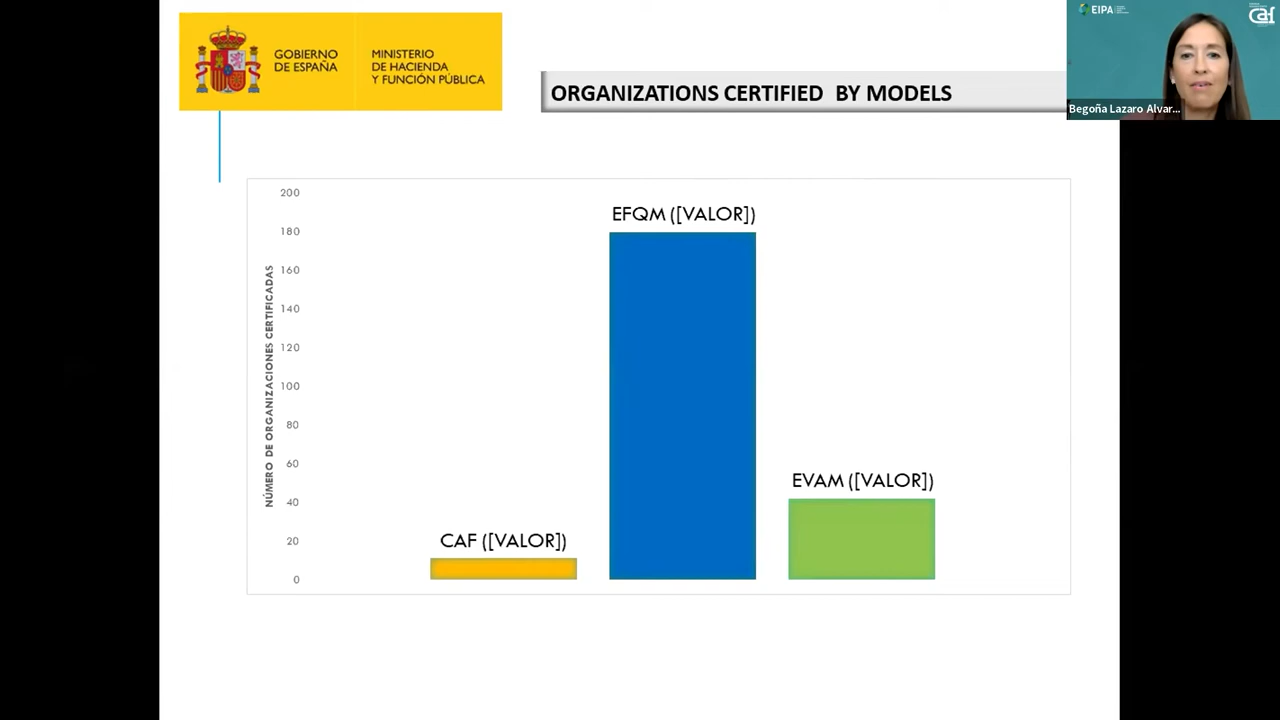 GOBIERNO
DE ESPAÑA
MINISTERIO
DE HACIENDA
Y FUNCIÓN PÚBLICA
ORGANIZATIONS CERTIFIED  BY MODELS
EIPA
caf
Begoña Lazaro Alvar...
NÚMERO DE ORGANIZACIONES CERTIFICADAS
200
180
160
140
120
100
80
60
40
20
0
CAF ([VALOR])
EFQM ([VALOR])
EVAM ([VALOR])